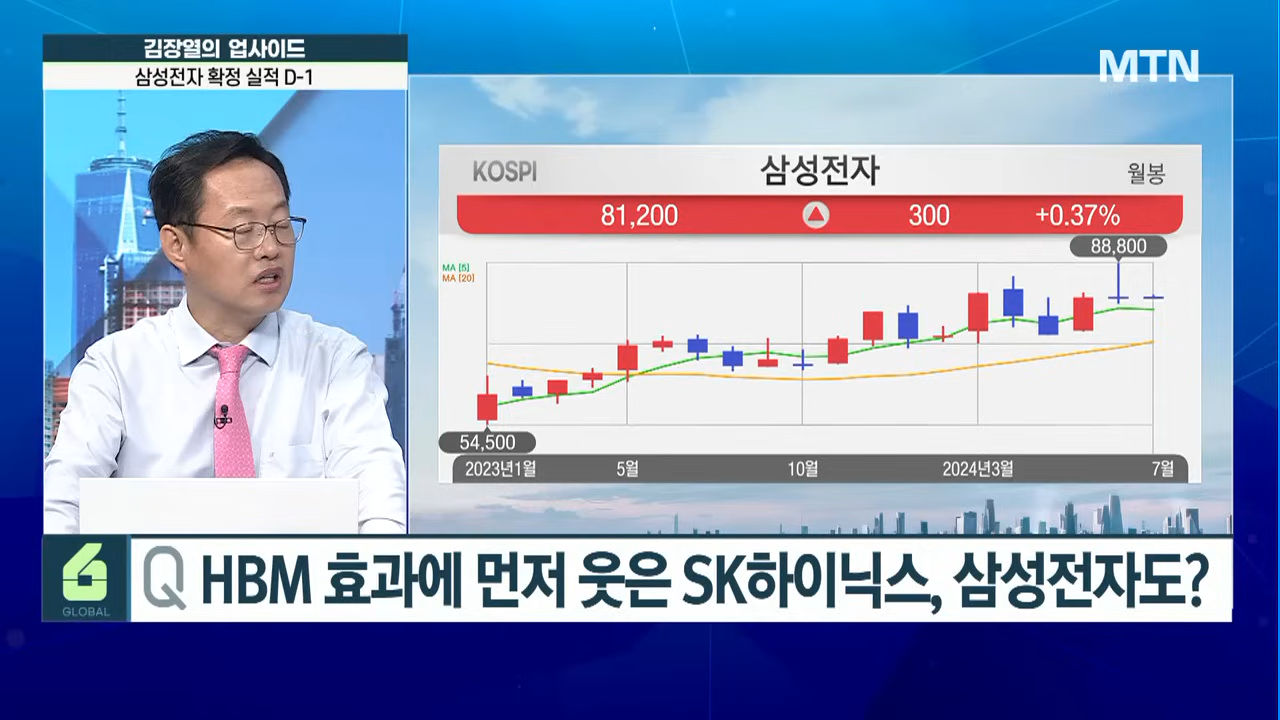 김장열의 업사이드
삼성전자 확정 실적 D-1
MTN
KOSPI
삼성전자
월봉
81,200 300 +0.37%
88,800
MA [5]
MA [20]
54,500
2023년1월 5월 10월 2024년3월 7월
6
GLOBAL
Q HBM 효과에 먼저 웃은 SK하이닉스, 삼성전자도?